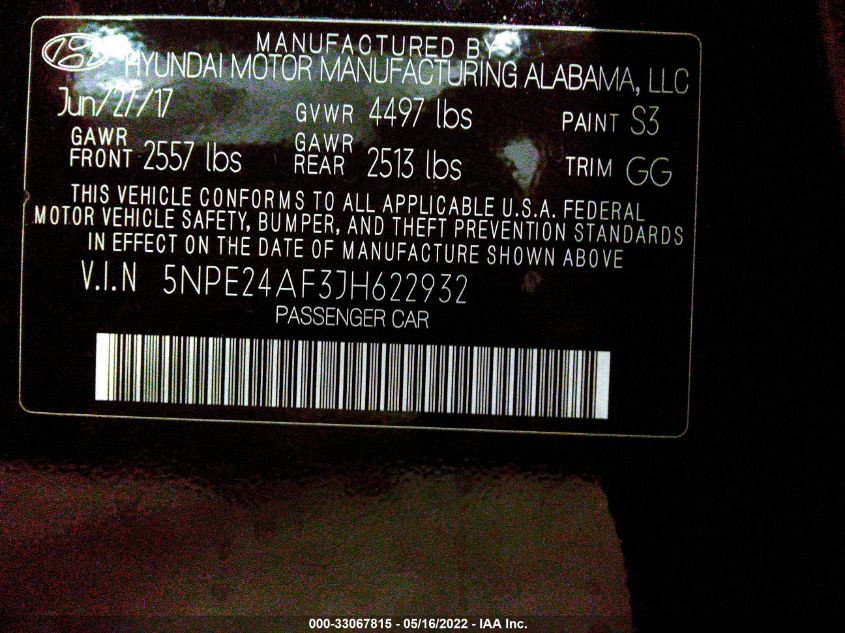 MANUFACTURED BY
HYUNDAI MOTOR MANUFACTURING ALABAMA, LLC
Jun/27/17 GVWR 4497 lbs PAINT S3
GAWR FRONT 2557 lbs GAWR REAR 2513 lbs TRIM GG
THIS VEHICLE CONFORMS TO ALL APPLICABLE U.S.A. FEDERAL
MOTOR VEHICLE SAFETY, BUMPER, AND THEFT PREVENTION STANDARDS
IN EFFECT ON THE DATE OF MANUFACTURE SHOWN ABOVE
V.I.N 5NPE24AF3JH622932
PASSENGER CAR
000-33067815 - 05/16/2022 - IAA Inc.